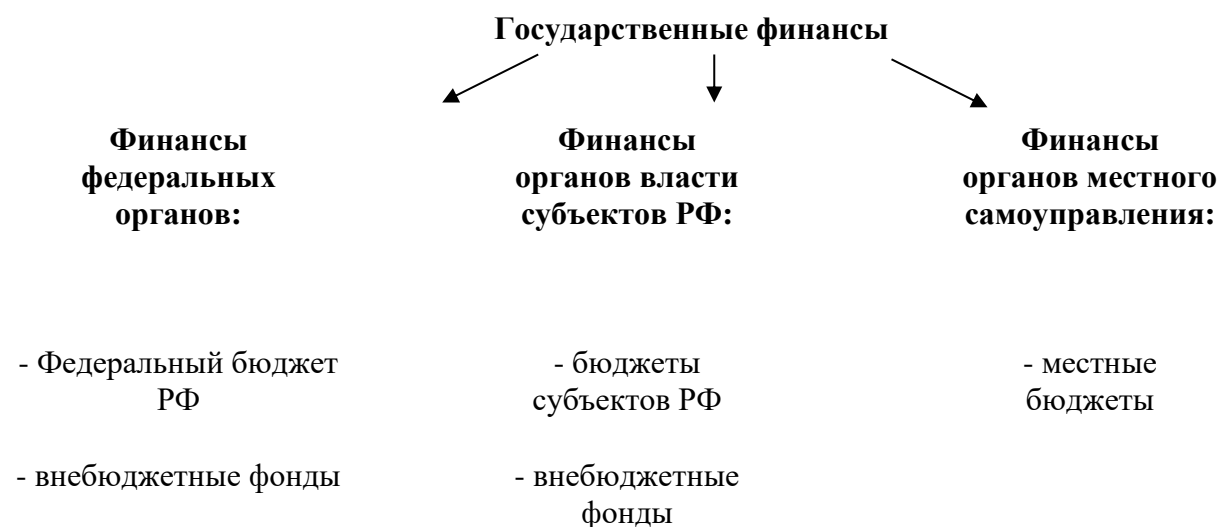 Государственные финансы
Финансы
федеральных
органов:
Финансы
органов власти
субъектов РФ:
Финансы
органов местного
самоуправления:
- Федеральный бюджет
РФ
- бюджеты
субъектов РФ
- местные
бюджеты
- внебюджетные фонды
- внебюджетные
фонды